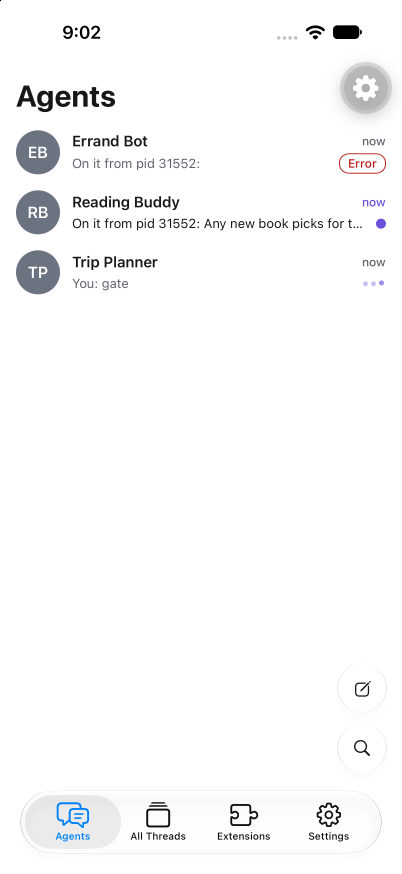 9:02
Agents
EB
Errand Bot
now
On it from pid 31552:
Error
RB
Reading Buddy
now
On it from pid 31552: Any new book picks for t...
TP
Trip Planner
now
You: gate
Agents
All Threads
Extensions
Settings